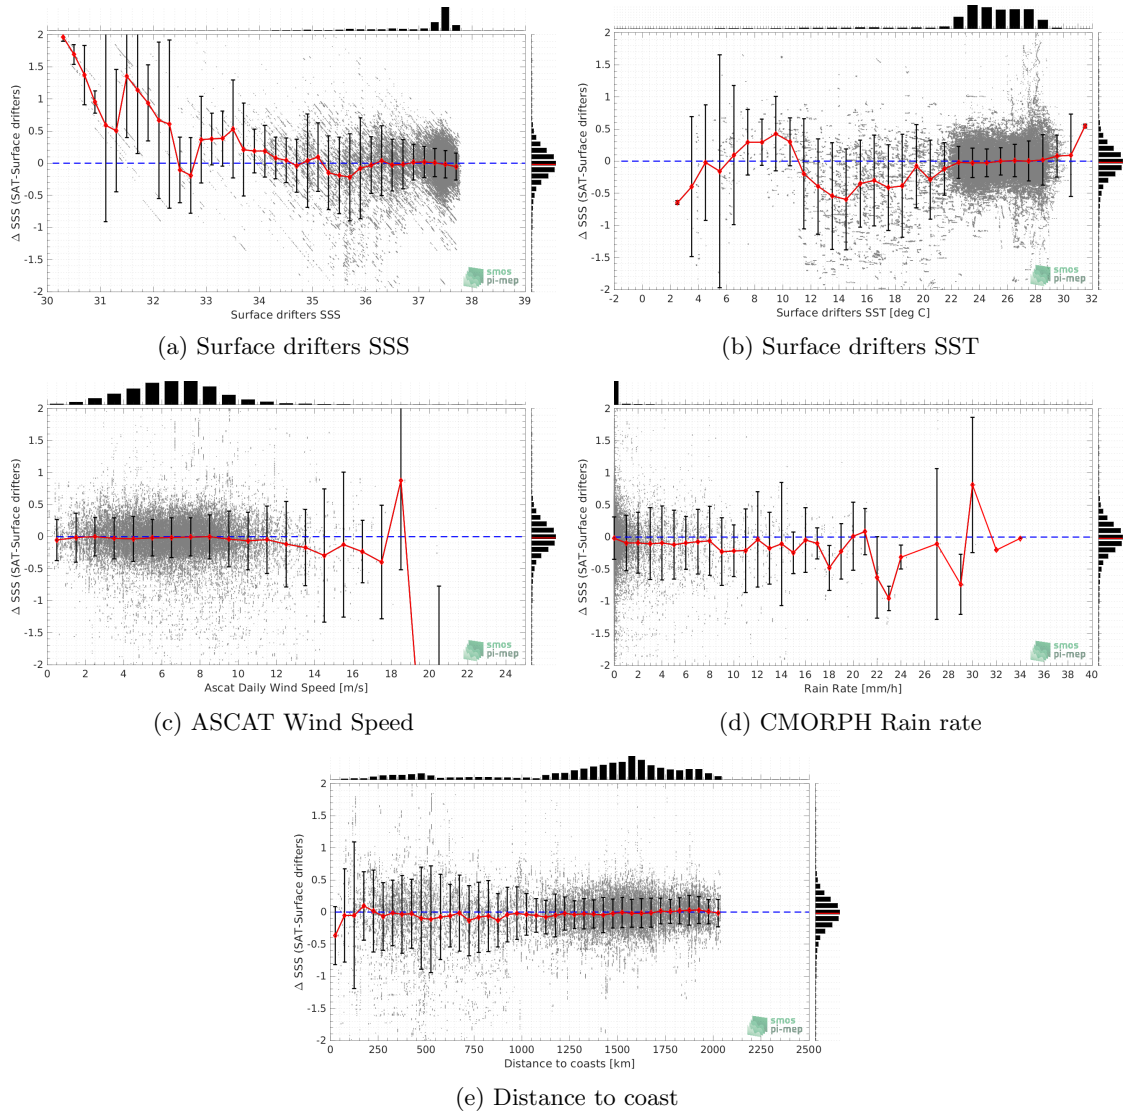 2
1.5
1
0.5
0
-0.5
-1
-1.5
-2
Δ SSS (SAT-Surface drifters)
30 31 32 33 34 35 36 37 38 39
Surface drifters SSS
smos
pi-mep
(a) Surface drifters SSS
2
1.5
1
0.5
0
-0.5
-1
-1.5
-2
Δ SSS (SAT-Surface drifters)
-2 0 2 4 6 8 10 12 14 16 18 20 22 24 26 28 30 32
Surface drifters SST [deg C]
smos
pi-mep
(b) Surface drifters SST
2
1.5
1
0.5
0
-0.5
-1
-1.5
-2
Δ SSS (SAT-Surface drifters)
0 2 4 6 8 10 12 14 16 18 20 22 24
Ascat Daily Wind Speed [m/s]
smos
pi-mep
(c) ASCAT Wind Speed
2
1.5
1
0.5
0
-0.5
-1
-1.5
-2
Δ SSS (SAT-Surface drifters)
0 2 4 6 8 10 12 14 16 18 20 22 24 26 28 30 32 34 36 38 40
Rain Rate [mm/h]
smos
pi-mep
(d) CMORPH Rain rate
2
1.5
1
0.5
0
-0.5
-1
-1.5
-2
Δ SSS (SAT-Surface drifters)
0 250 500 750 1000 1250 1500 1750 2000 2250 2500
Distance to coasts [km]
smos
pi-mep
(e) Distance to coast